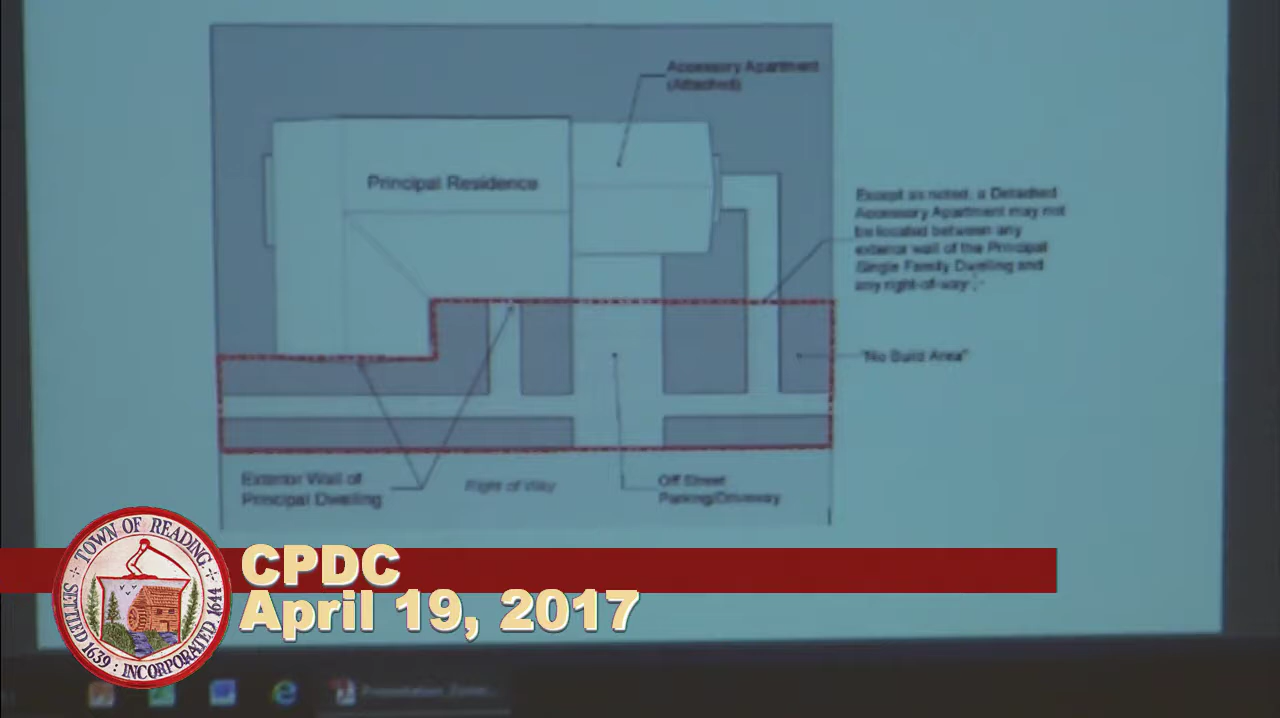 Accessory Apartment
(Attached)
Principal Residence
Except as noted, a Detached
Accessory Apartment may not
be located between any
exterior wall of the Principal
Single Family Dwelling and
any right-of-way
"No Build Area"
Exterior Wall of
Principal Dwelling
Right of Way
Off Street
Parking/Driveway
TOWN OF READING
SETTLED 1639 : INCORPORATED 1644
CPDC
April 19, 2017